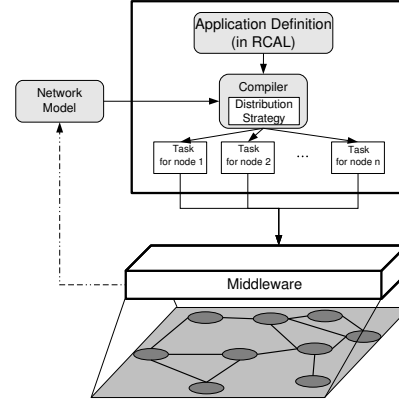 Application Definition
(in RCAL)
Network
Model
Compiler
Distribution
Strategy
Task
for node 1
Task
for node 2
...
Task
for node n
Middleware